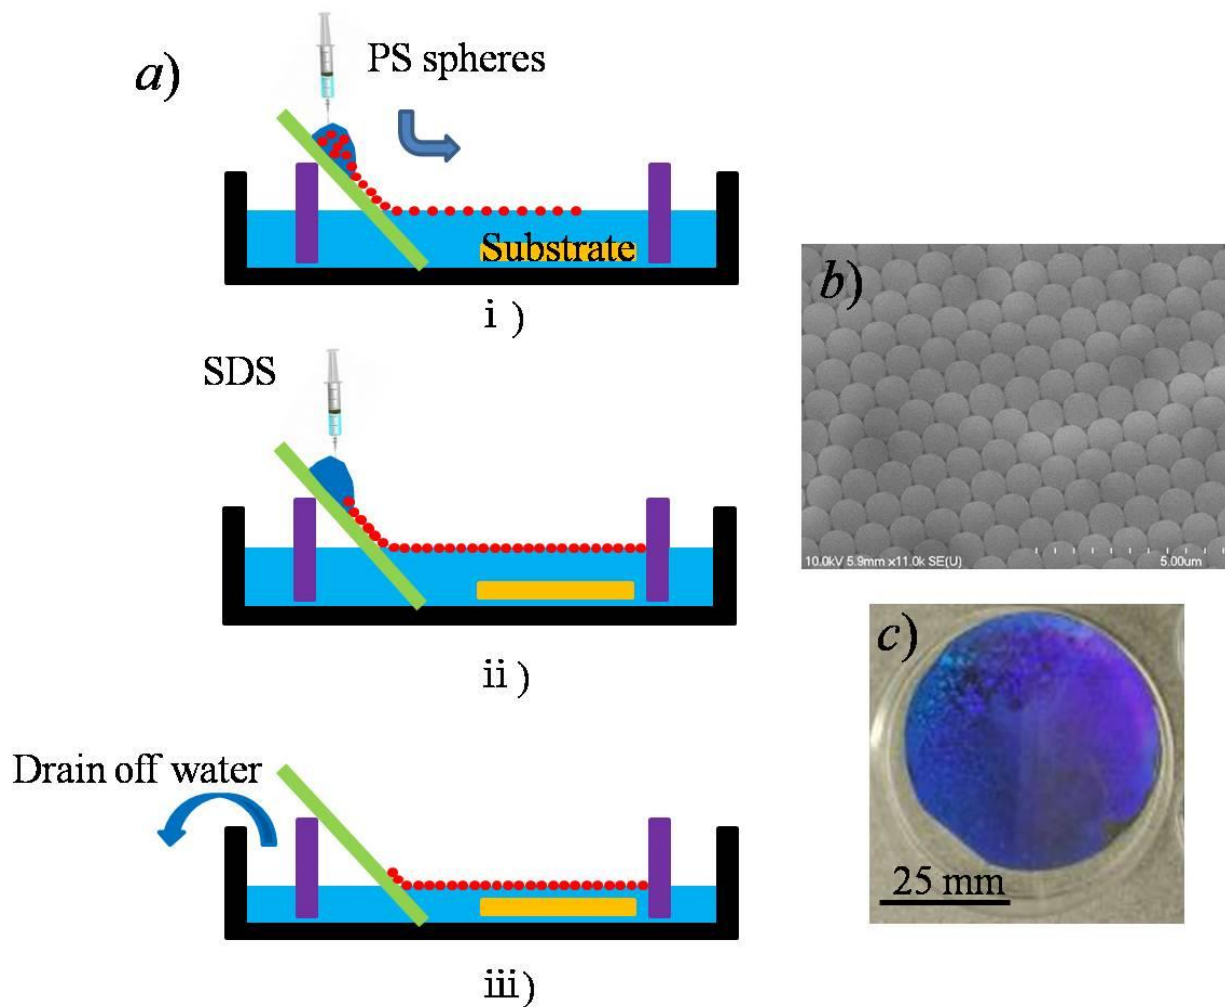 a)
PS spheres
Substrate
i )
SDS
ii )
Drain off water
iii)
b)
10.0kV 5.9mm x11.0k SE(U)
5.00um
c)
25 mm